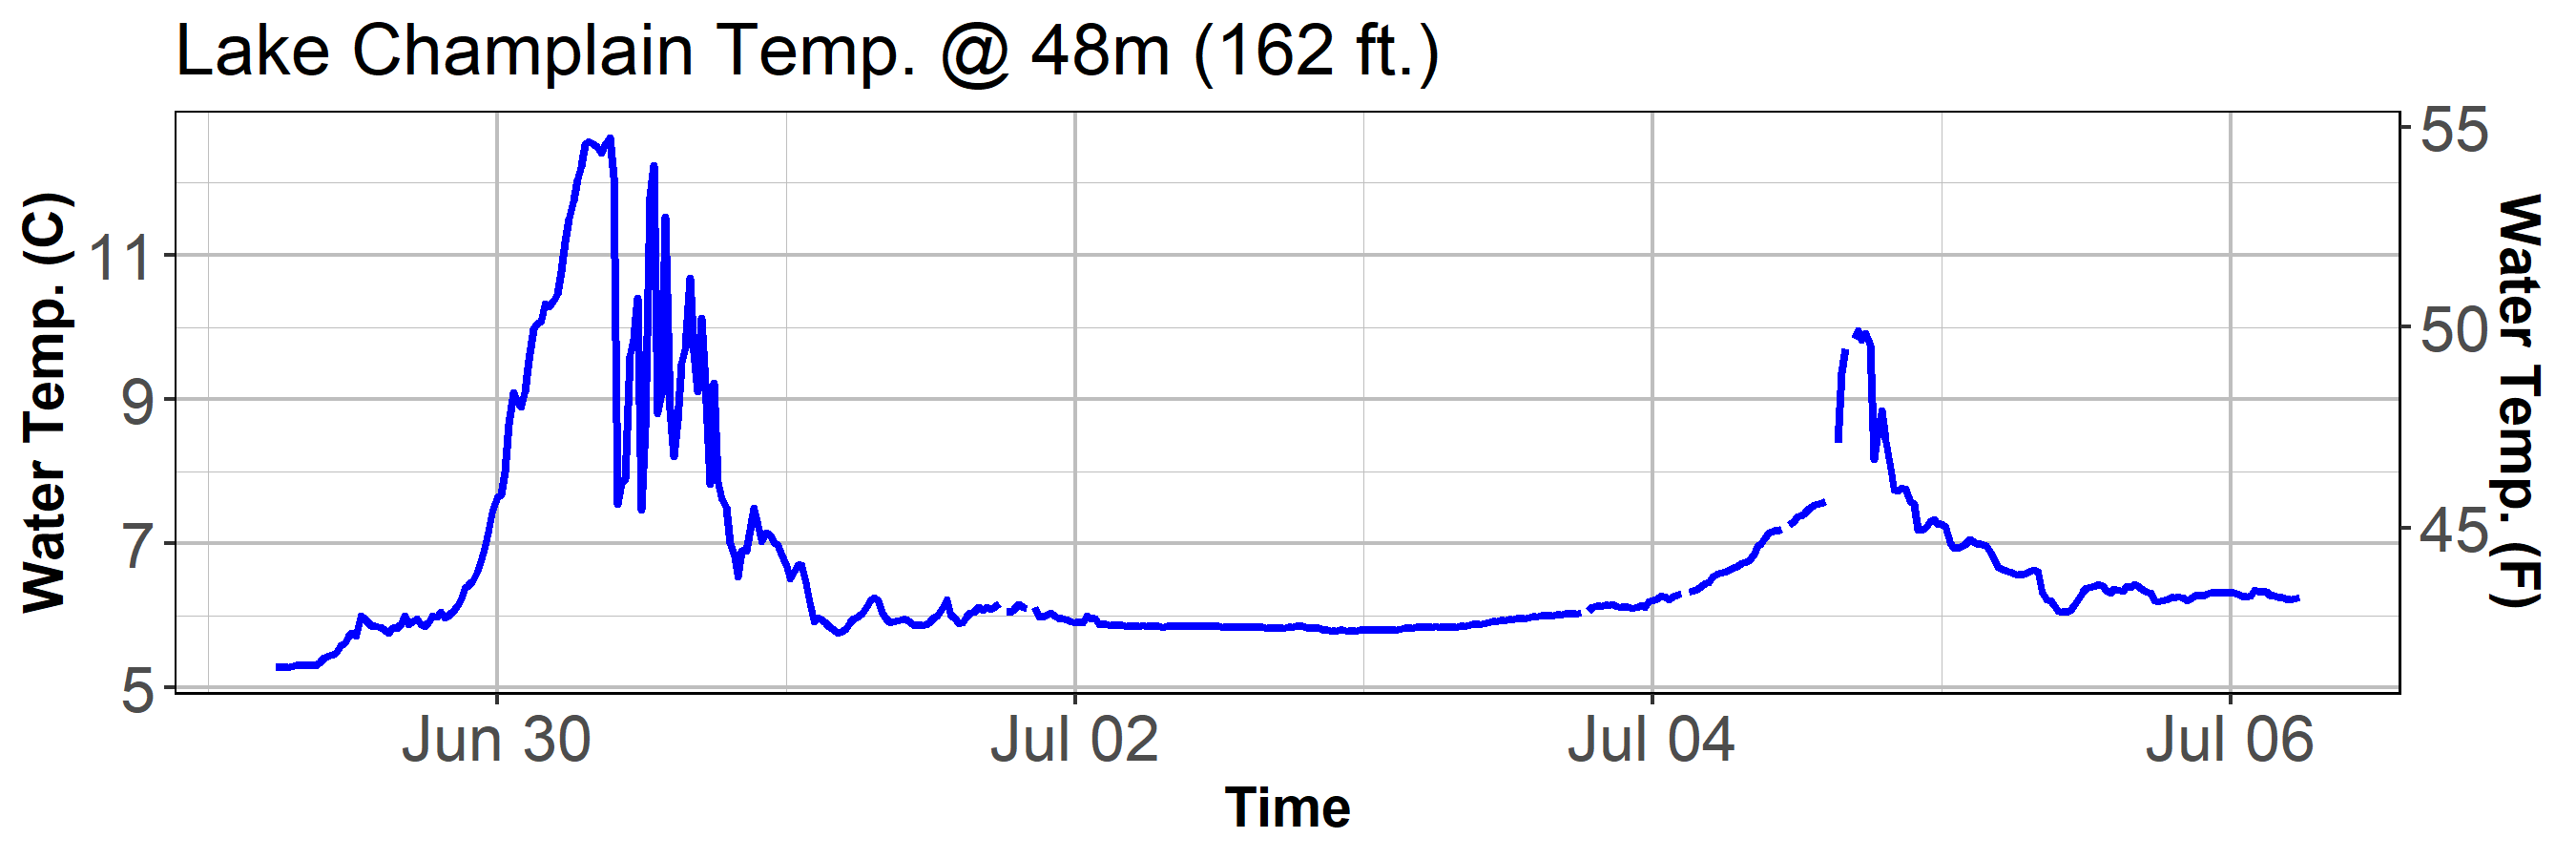 Lake Champlain Temp. @ 48m (162 ft.)
Water Temp. (C)
11
9
7
5
55
50
45
Water Temp. (F)
Jun 30
Jul 02
Jul 04
Jul 06
Time